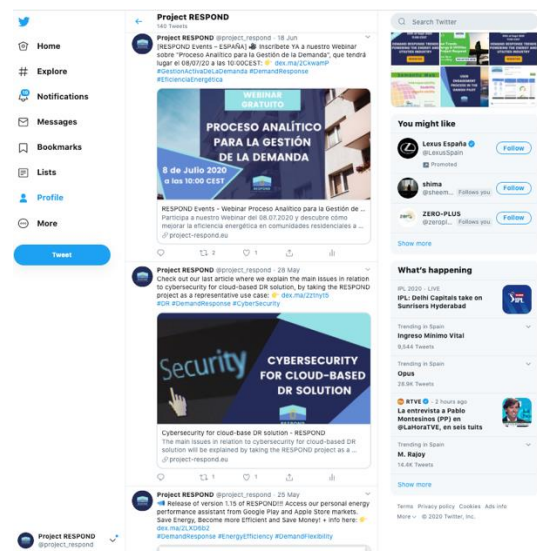 Home
Explore
Notifications
Messages
Bookmarks
Lists
Profile
More
Tweet
Project RESPOND
@project_respond
Project RESPOND
140 Tweets
Project RESPOND @project_respond · 18 Jun
[RESPOND Events – ESPAÑA] Inscríbete YA a nuestro Webinar
sobre "Proceso Analítico para la Gestión de la Demanda", que tendrá
lugar el 08/07/20 a las 10:00CEST:
#GestionActivaDeLaDemanda #DemandResponse
#EficienciaEnergética
WEBINAR
GRATUITO
PROCESO ANALÍTICO
PARA LA GESTIÓN
DE LA DEMANDA
8 de Julio 2020
a las 10:00 CEST
RESPOND Events - Webinar Proceso Analítico para la Gestión de ...
Participa a nuestro Webinar del 08.07.2020 y descubre cómo
mejorar la eficiencia energética en comunidades residenciales a ...
project-respond.eu
2
1
Project RESPOND @project_respond · 28 May
Check out our last article where we explain the main issues in relation
to cybersecurity for cloud-based DR solution, by taking the RESPOND
project as a representative use case:
#DR #DemandResponse #CyberSecurity
Security
CYBERSECURITY
FOR CLOUD-BASED
DR SOLUTION
Cybersecurity for cloud-base DR solution - RESPOND
The main issues in relation to cybersecurity for cloud-based DR
solution will be explained by taking the RESPOND project as a ...
project-respond.eu
1
1
Project RESPOND @project_respond · 25 May
Release of version 1.15 of RESPOND!!! Access our personal energy
performance assistant from Google Play and Apple Store markets.
Save Energy, Become more Efficient and Save Money! + info here:
#DemandResponse #EnergyEfficiency #DemandFlexibility
Search Twitter
You might like
Lexus España
@LexusSpain
Promoted
Follow
shima
@sheem... Follows you
Follow
ZERO-PLUS
@zeropl... Follows you
Follow
Show more
What's happening
IPL 2020 · LIVE
IPL: Delhi Capitals take on
Sunrisers Hyderabad
Trending in Spain
Ingreso Mínimo Vital
9,544 Tweets
Trending in Spain
Opus
28.9K Tweets
RTVE · 2 hours ago
La entrevista a Pablo
Montesinos (PP) en
@LaHoraTVE, en seis tuits
Trending in Spain
M. Rajoy
14.4K Tweets
Show more
Terms Privacy policy Cookies Ads info
More © 2020 Twitter, Inc.